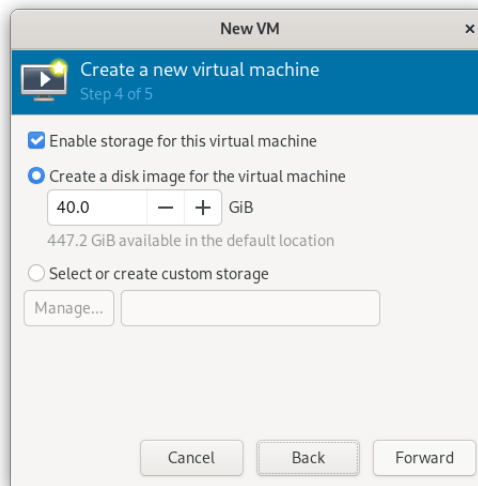 New VM
Create a new virtual machine
Step 4 of 5
Enable storage for this virtual machine
Create a disk image for the virtual machine
40.0 − + GiB
447.2 GiB available in the default location
Select or create custom storage
Manage...
Cancel Back Forward